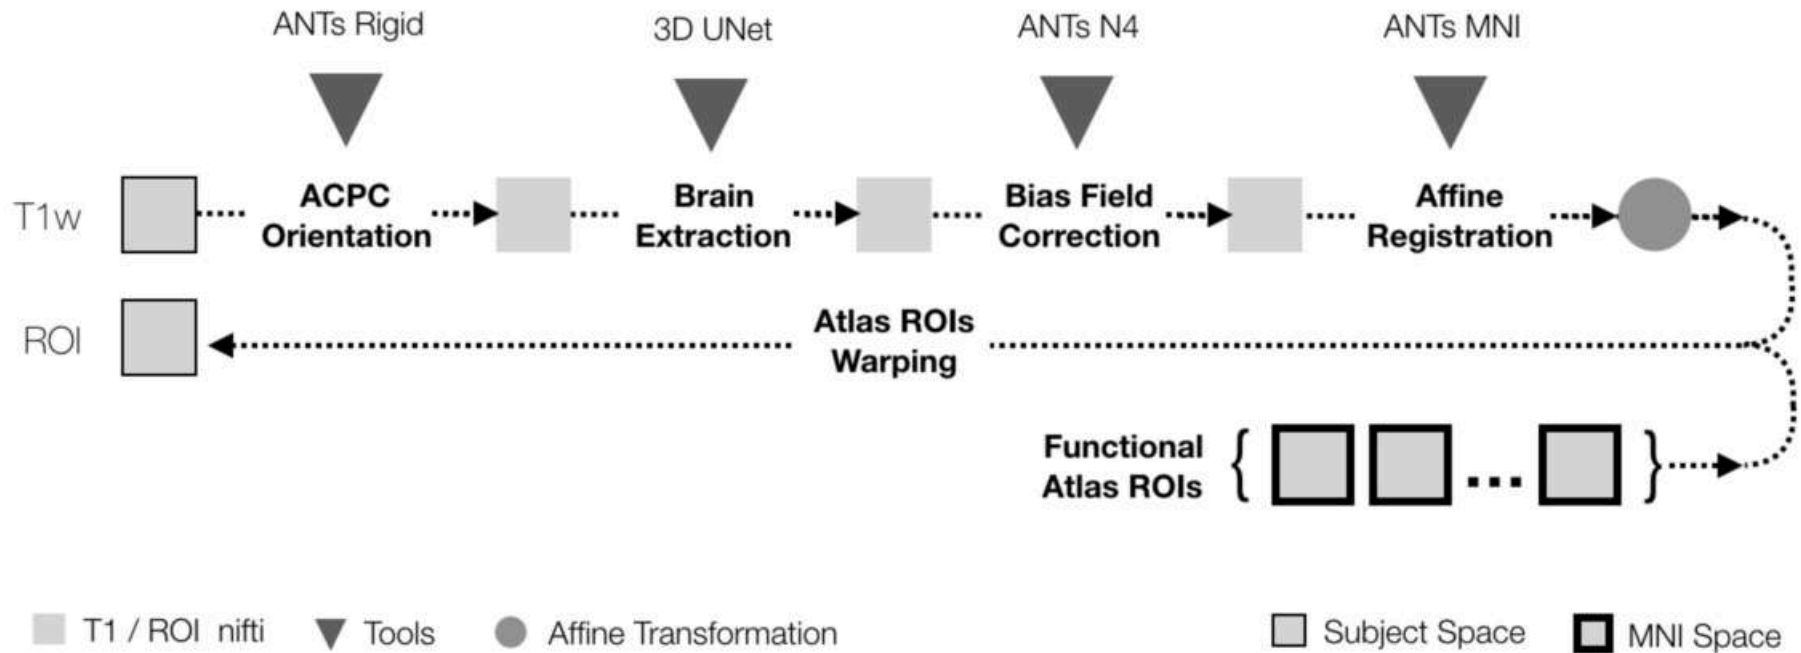 ANTs Rigid
3D UNet
ANTs N4
ANTs MNI
T1w
ACPC
Orientation
Brain
Extraction
Bias Field
Correction
Affine
Registration
ROI
Atlas ROIs
Warping
Functional
Atlas ROIs
{ ... }
T1 / ROI nifti
Tools
Affine Transformation
Subject Space
MNI Space